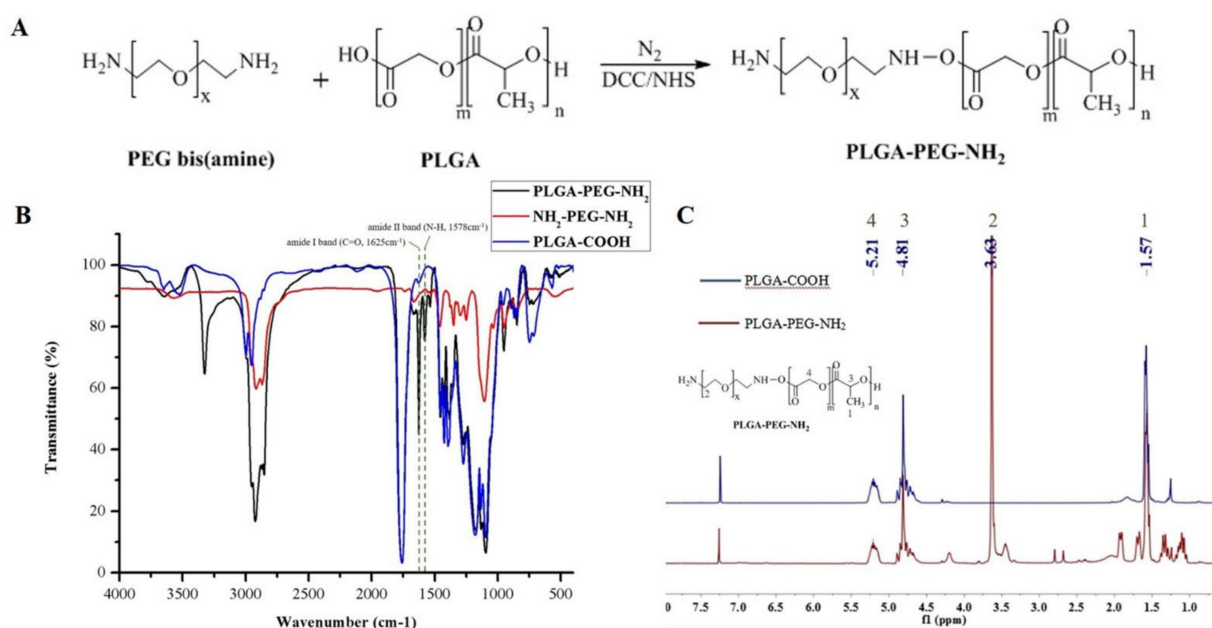 A
H₂N
O
x
NH₂
+
HO
O
O
m
O
O
CH₃
H
n
N₂
DCC/NHS
H₂N
O
x
NH
O
O
O
m
O
O
CH₃
H
n
PEG bis(amine)
PLGA
PLGA-PEG-NH₂
B
PLGA-PEG-NH₂
NH₂-PEG-NH₂
PLGA-COOH
amide II band (N-H, 1578cm⁻¹)
amide I band (C=O, 1625cm⁻¹)
Transmittance (%)
100
80
60
40
20
0
4000 3500 3000 2500 2000 1500 1000 500
Wavenumber (cm-1)
C
4 3 2 1
-5.21 -4.81 3.63 -1.57
PLGA-COOH
PLGA-PEG-NH₂
H₂N
2
O
x
NH
O
O
4
O
m
O
3
O
CH₃
1
H
n
PLGA-PEG-NH₂
0 7.5 7.0 6.5 6.0 5.5 5.0 4.5 4.0 3.5 3.0 2.5 2.0 1.5 1.0
f1 (ppm)